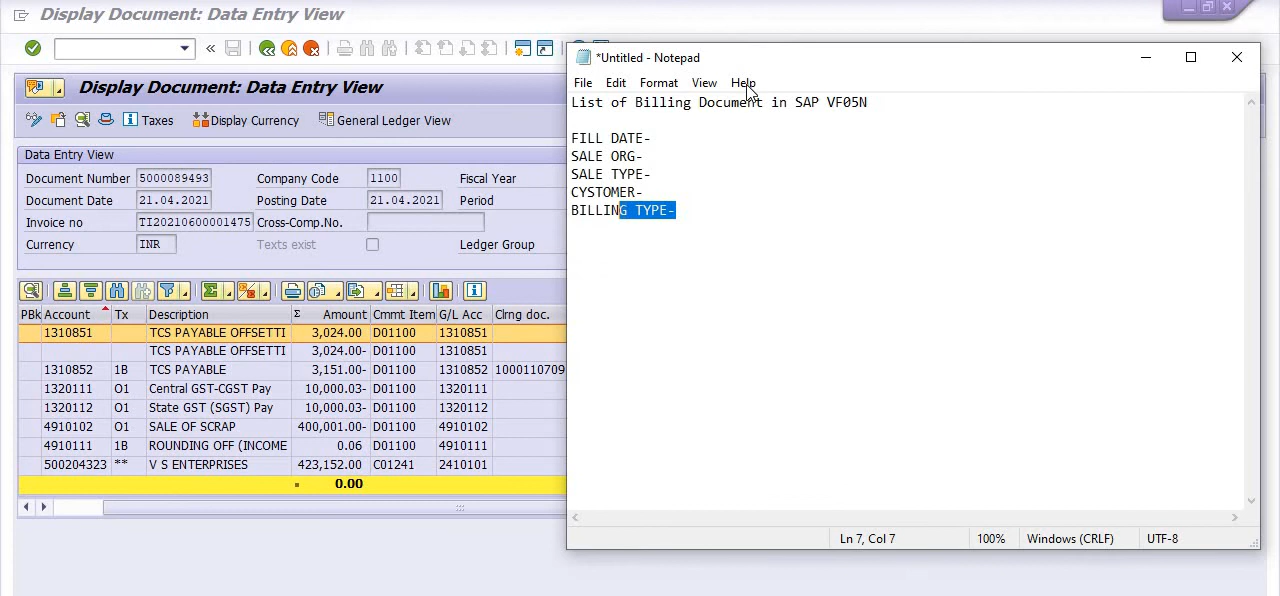 Display Document: Data Entry View
«
Display Document: Data Entry View
Taxes
Display Currency
General Ledger View
Data Entry View
Document Number 5000089493 Company Code 1100 Fiscal Year
Document Date 21.04.2021 Posting Date 21.04.2021 Period
Invoice no TI20210600001475 Cross-Comp.No.
Currency INR Texts exist Ledger Group
PBk Account Tx Description Σ Amount Cmmt Item G/L Acc Clrng doc.
1310851 TCS PAYABLE OFFSETTI 3,024.00 D01100 1310851
TCS PAYABLE OFFSETTI 3,024.00- D01100 1310851
1310852 1B TCS PAYABLE 3,151.00- D01100 1310852 1000110709
1320111 O1 Central GST-CGST Pay 10,000.03- D01100 1320111
1320112 O1 State GST (SGST) Pay 10,000.03- D01100 1320112
4910102 O1 SALE OF SCRAP 400,001.00- D01100 4910102
4910111 1B ROUNDING OFF (INCOME 0.06 D01100 4910111
500204323 ** V S ENTERPRISES 423,152.00 C01241 2410101
0.00
*Untitled - Notepad
File Edit Format View Help
List of Billing Document in SAP VF05N
FILL DATE-
SALE ORG-
SALE TYPE-
CYSTOMER-
BILLING TYPE-
Ln 7, Col 7 100% Windows (CRLF) UTF-8